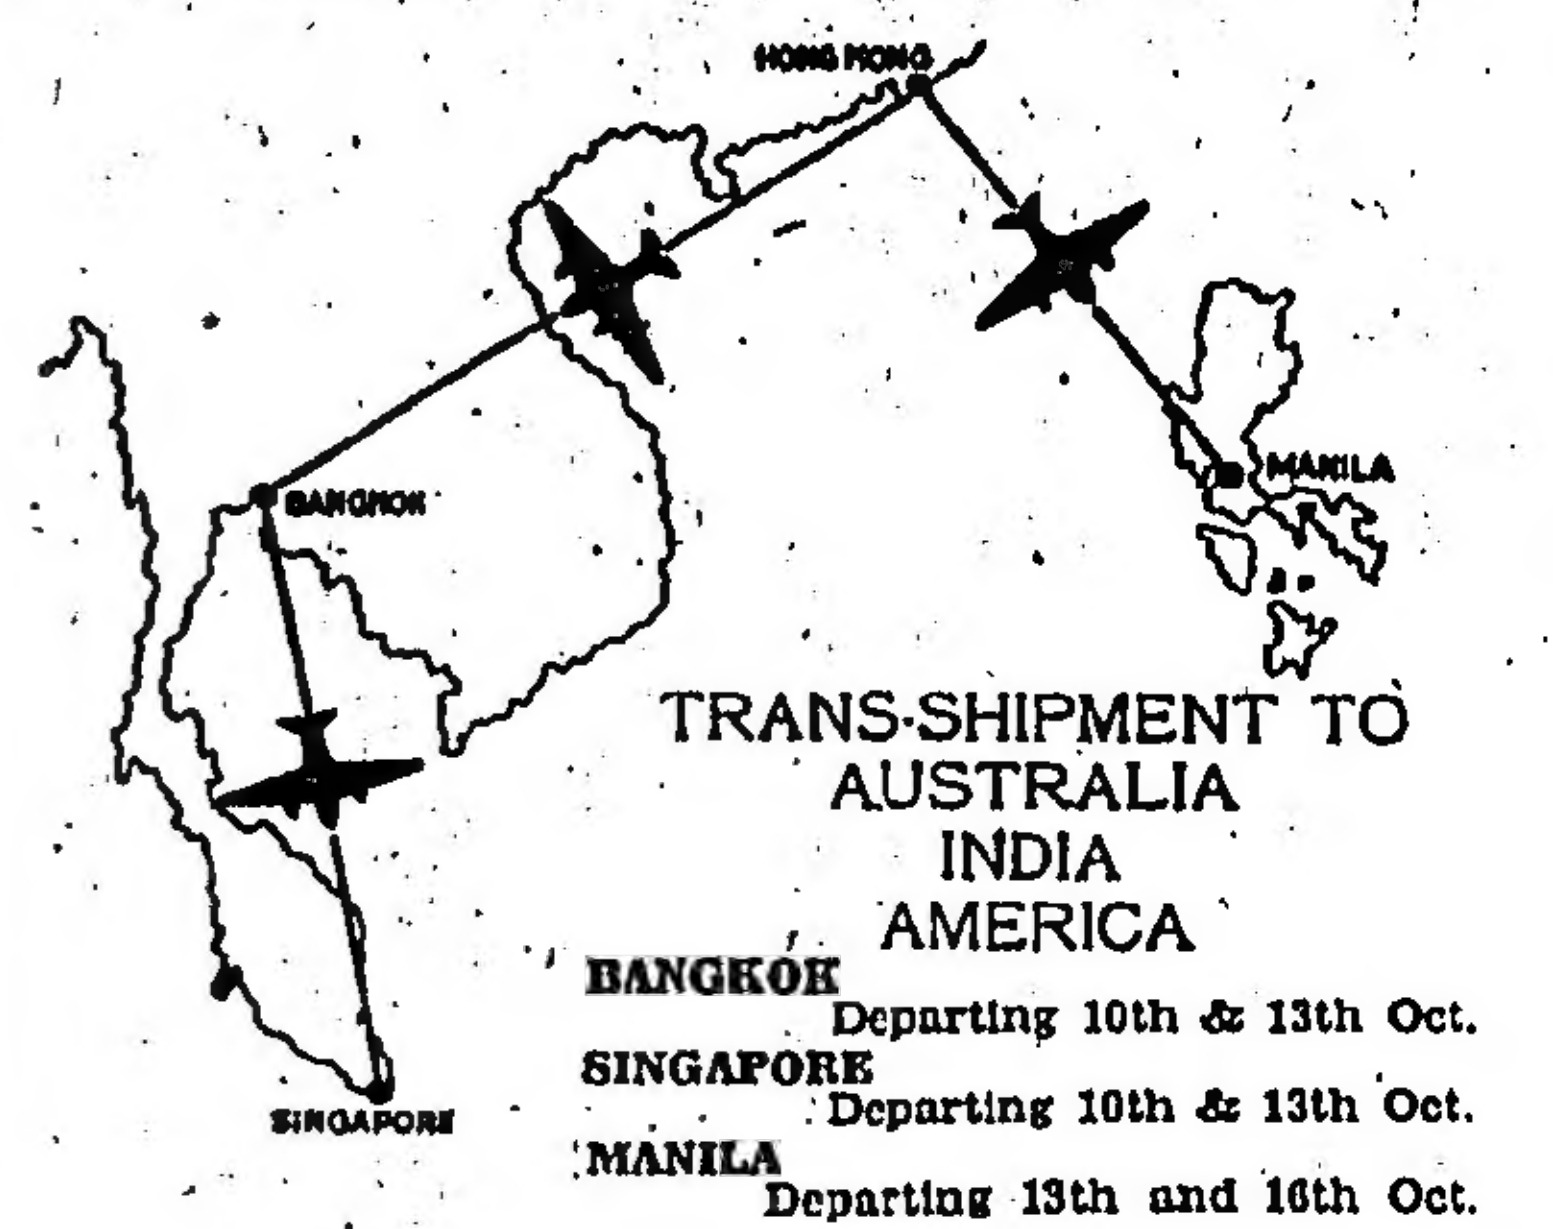 HONG KONG
BANGKOK
MANILA
TRANS-SHIPMENT TO
AUSTRALIA
INDIA
AMERICA
BANGKOK
Departing 10th & 13th Oct.
SINGAPORE
Departing 10th & 13th Oct.
SINGAPORE
MANILA
Departing 13th and 16th Oct.